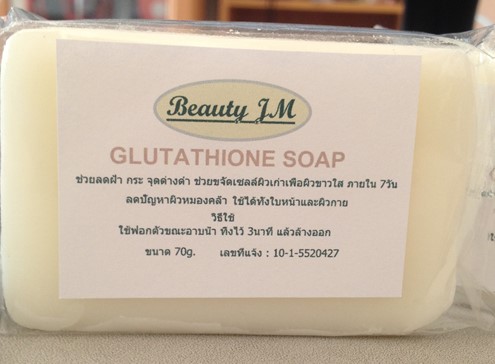 Beauty JM
GLUTATHIONE SOAP
ช่วยลดฝ้า กระ จุดด่างดำ ช่วยขจัดเซลล์ผิวเก่าเพื่อผิวขาวใส ภายใน 7วัน
ลดปัญหาผิวหมองคล้ำ ใช้ได้ทั้งใบหน้าและผิวกาย
วิธีใช้
ใช้ฟอกตัวขณะอาบน้ำ ทิ้งไว้ 3นาที แล้วล้างออก
ขนาด 70g. เลขที่แจ้ง : 10-1-5520427